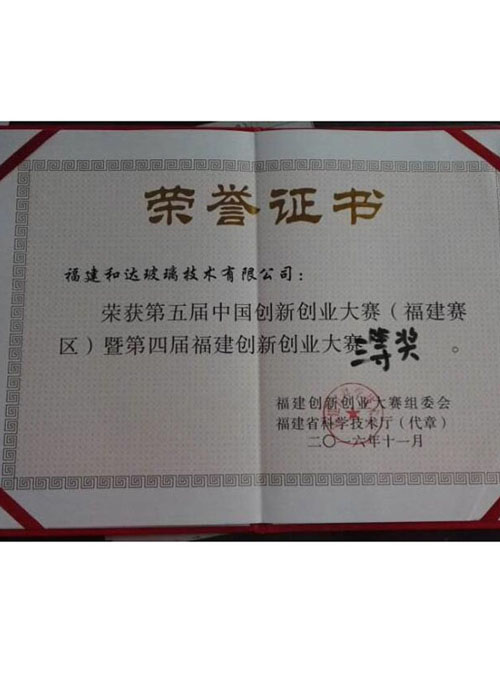 荣誉证书
福建和达玻璃技术有限公司：
荣获第五届中国创新创业大赛（福建赛
区）暨第四届福建创新创业大赛三等奖。
福建创新创业大赛组委会
福建省科学技术厅（代章）
二〇一六年十一月